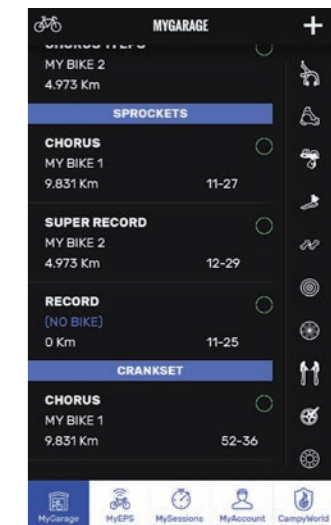 MYGARAGE
MY BIKE 2
4.973 Km
SPROCKETS
CHORUS
MY BIKE 1
9.831 Km 11-27
SUPER RECORD
MY BIKE 2
4.973 Km 12-29
RECORD
(NO BIKE)
0 Km 11-25
CRANKSET
CHORUS
MY BIKE 1
9.831 Km 52-36
MyGarage MyEPS MySessions MyAccount CampyWorld